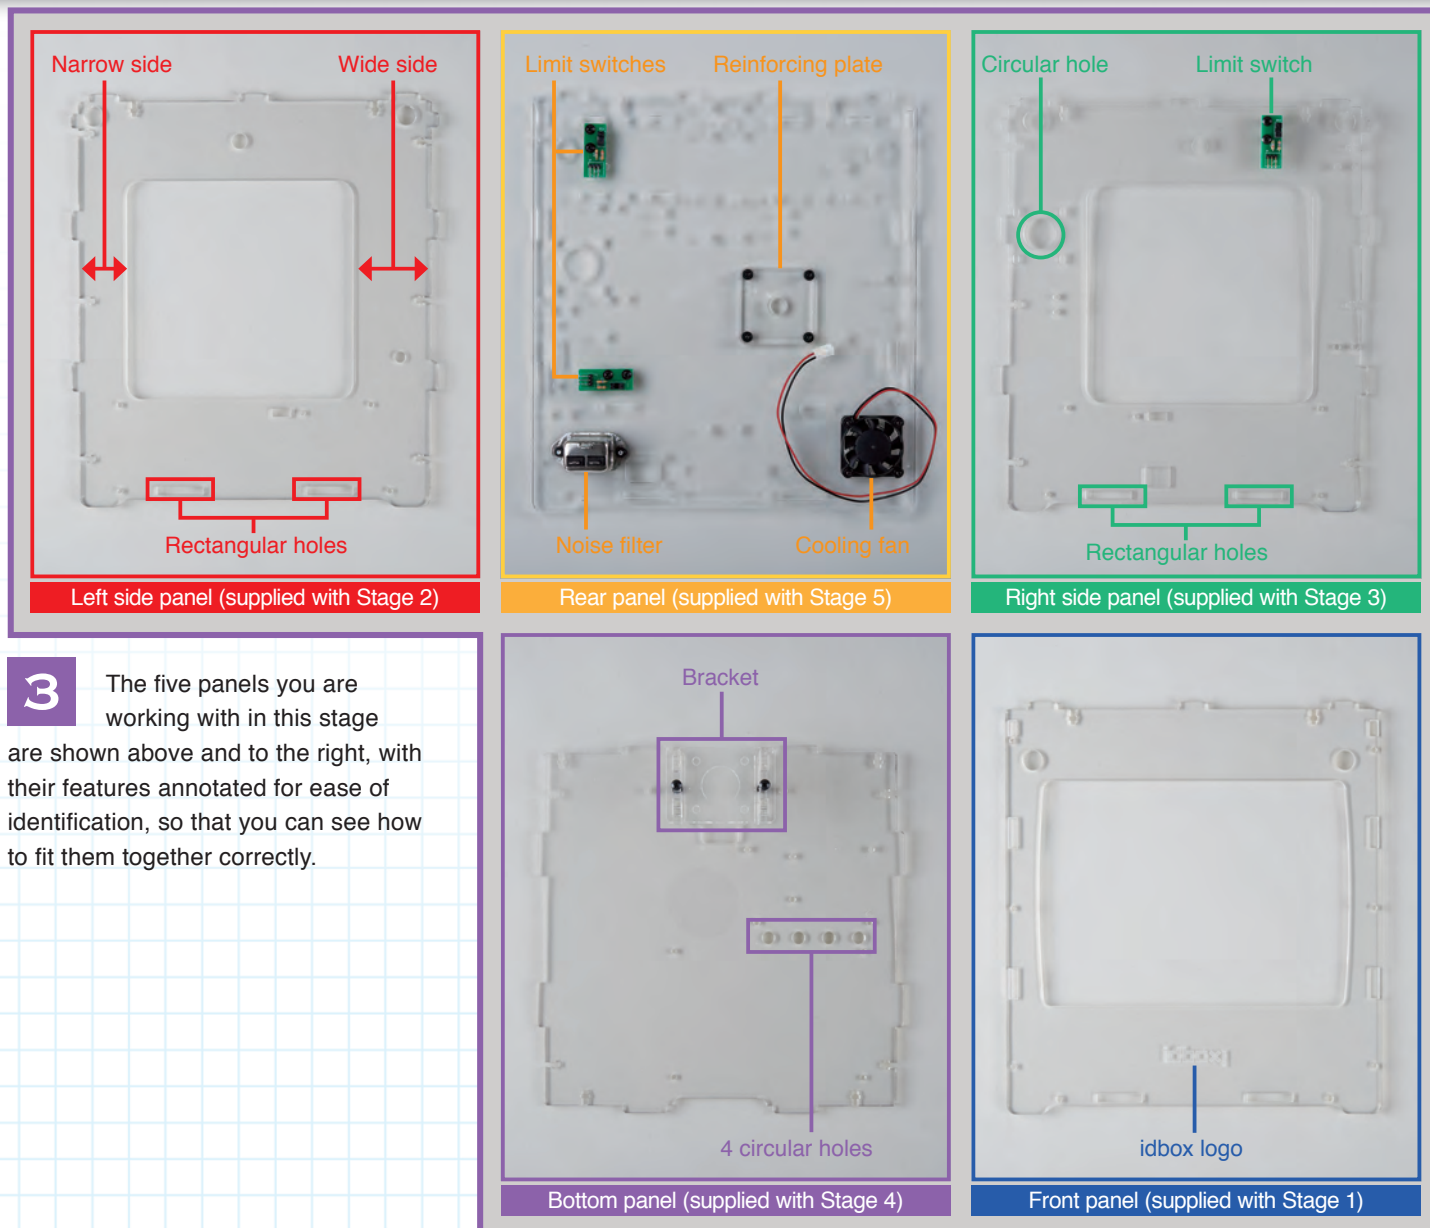 Narrow side
Wide side
Rectangular holes
Left side panel (supplied with Stage 2)
Limit switches
Reinforcing plate
Noise filter
Cooling fan
Rear panel (supplied with Stage 5)
Circular hole
Limit switch
Rectangular holes
Right side panel (supplied with Stage 3)
3
The five panels you are
working with in this stage
are shown above and to the right, with
their features annotated for ease of
identification, so that you can see how
to fit them together correctly.
Bracket
4 circular holes
Bottom panel (supplied with Stage 4)
idbox
idbox logo
Front panel (supplied with Stage 1)